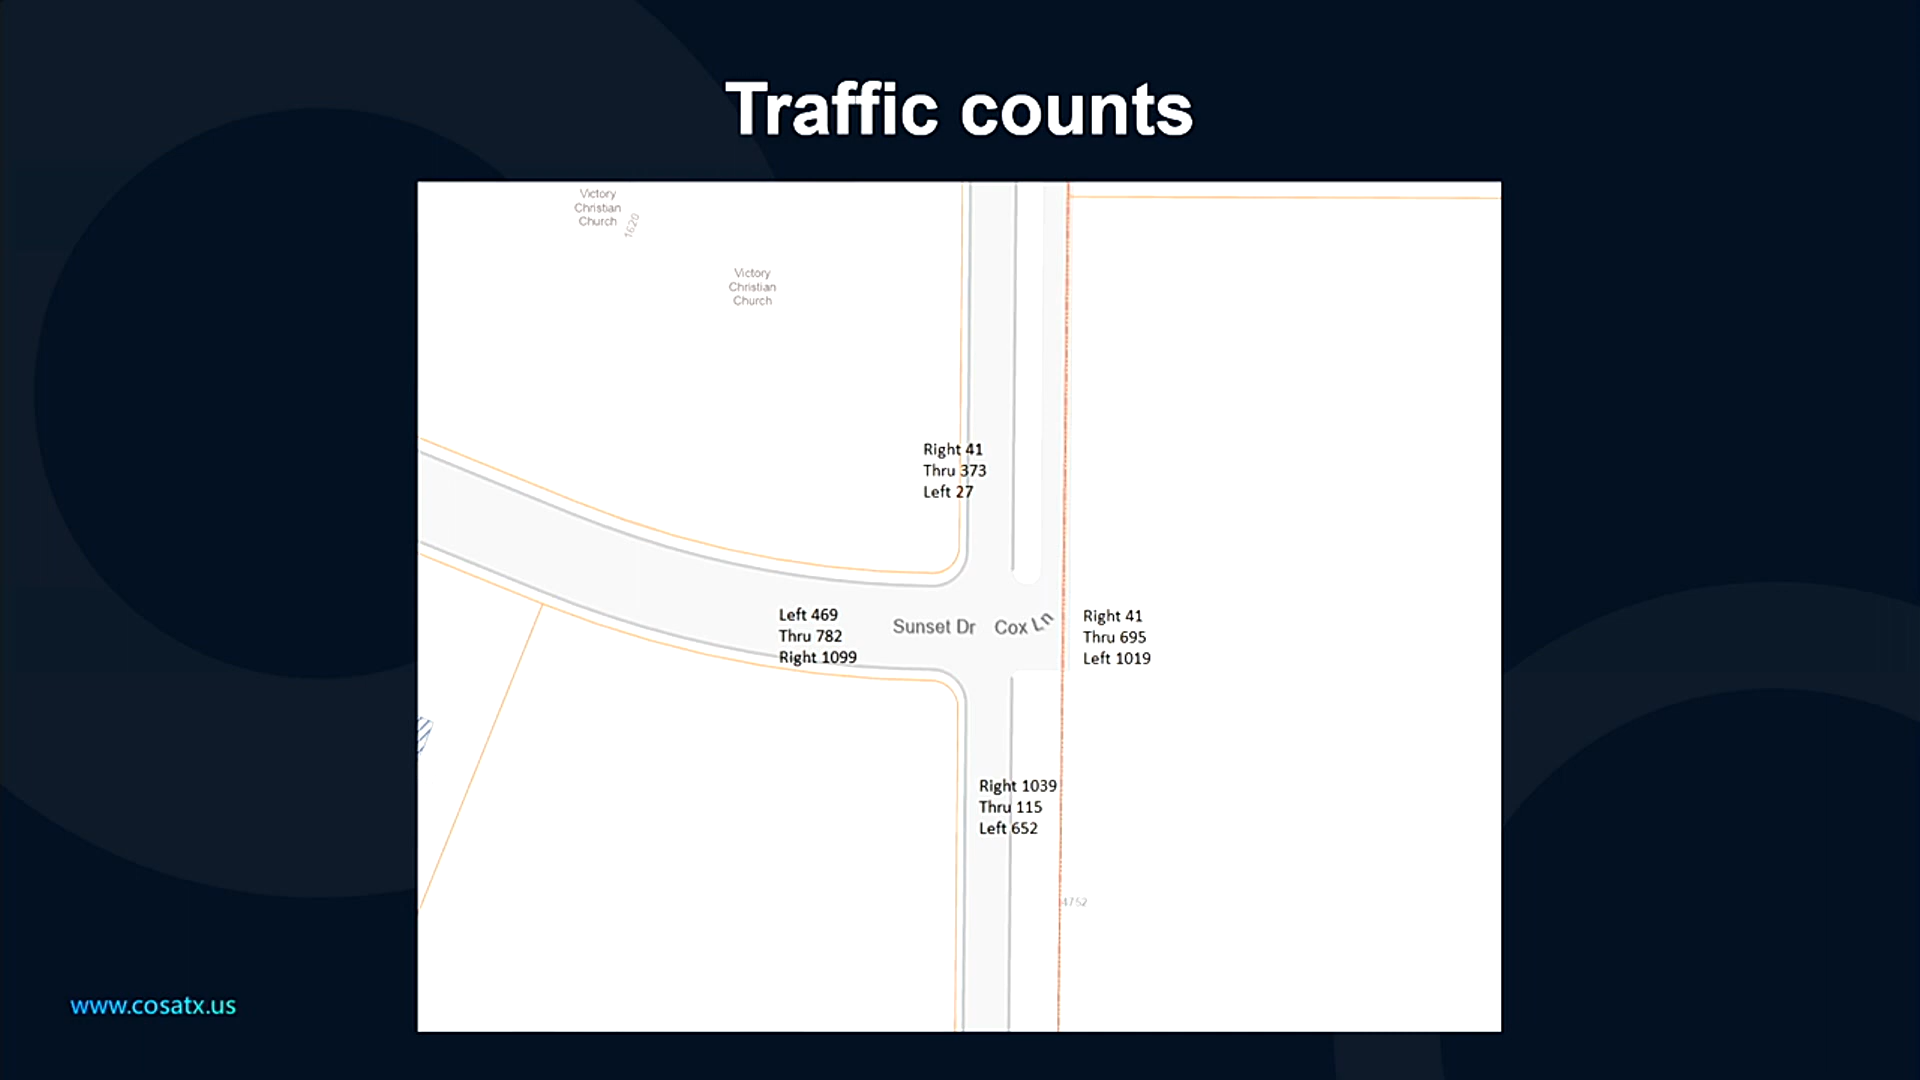 Traffic counts
Victory
Christian
Church
1620
Victory
Christian
Church
Right 41
Thru 373
Left 27
Left 469
Thru 782
Right 1099
Sunset Dr
Cox Ln
Right 41
Thru 695
Left 1019
Right 1039
Thru 115
Left 652
4752
www.cosatx.us